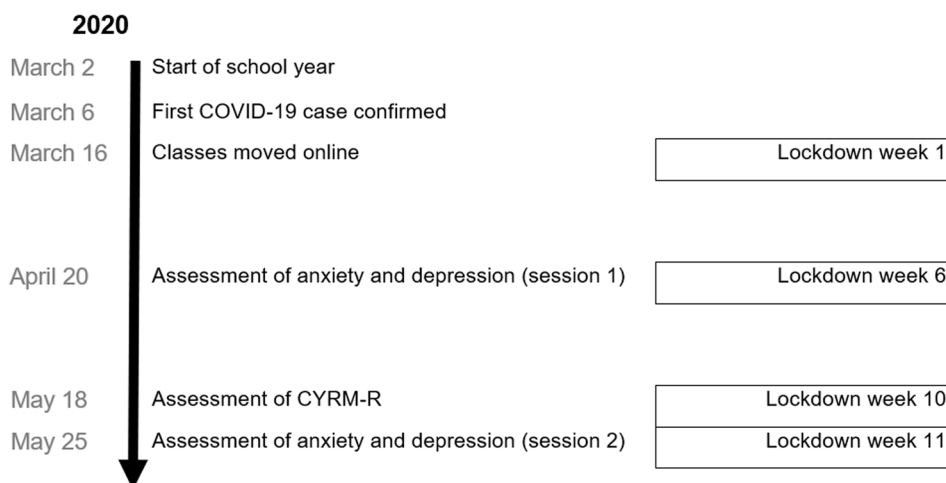 2020
March 2 Start of school year
March 6 First COVID-19 case confirmed
March 16 Classes moved online Lockdown week 1
April 20 Assessment of anxiety and depression (session 1) Lockdown week 6
May 18 Assessment of CYRM-R Lockdown week 10
May 25 Assessment of anxiety and depression (session 2) Lockdown week 11